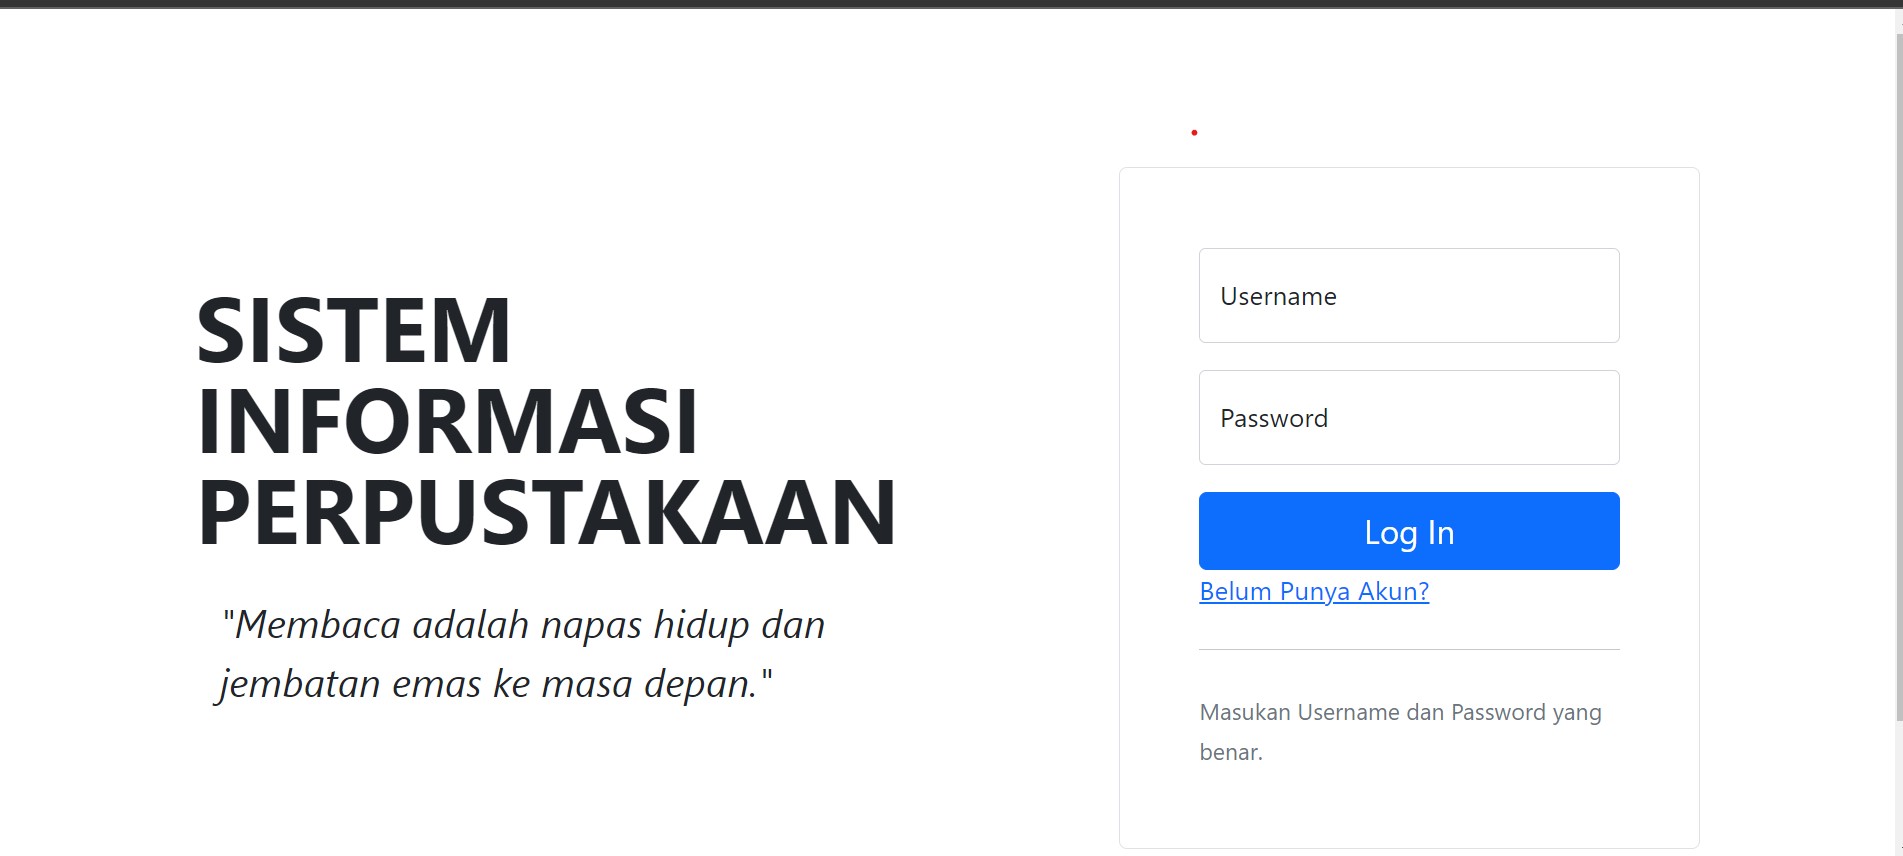 SISTEM
INFORMASI
PERPUSTAKAAN
"Membaca adalah napas hidup dan
jembatan emas ke masa depan."
Username
Password
Log In
Belum Punya Akun?
Masukan Username dan Password yang
benar.